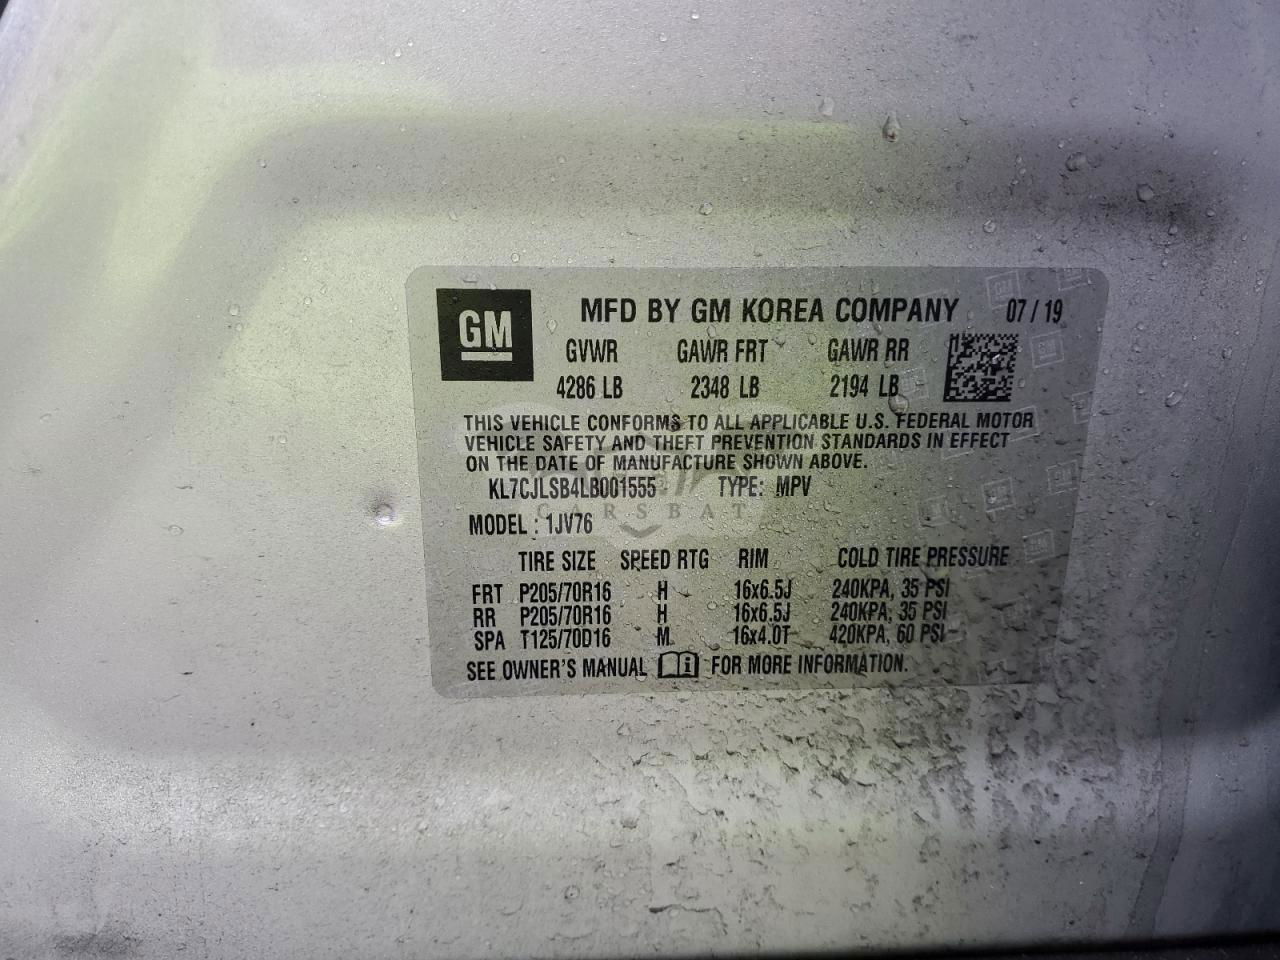 GM MFD BY GM KOREA COMPANY 07/19
GVWR GAWR FRT GAWR RR
4286 LB 2348 LB 2194 LB
THIS VEHICLE CONFORMS TO ALL APPLICABLE U.S. FEDERAL MOTOR
VEHICLE SAFETY AND THEFT PREVENTION STANDARDS IN EFFECT
ON THE DATE OF MANUFACTURE SHOWN ABOVE.
KL7CJLSB4LB001555 TYPE: MPV
CARSBAT
MODEL : 1JV76
TIRE SIZE SPEED RTG RIM COLD TIRE PRESSURE
FRT P205/70R16 H 16x6.5J 240KPA, 35 PSI
RR P205/70R16 H 16x6.5J 240KPA, 35 PSI
SPA T125/70D16 M 16x4.0T 420KPA, 60 PSI
SEE OWNER'S MANUAL FOR MORE INFORMATION.